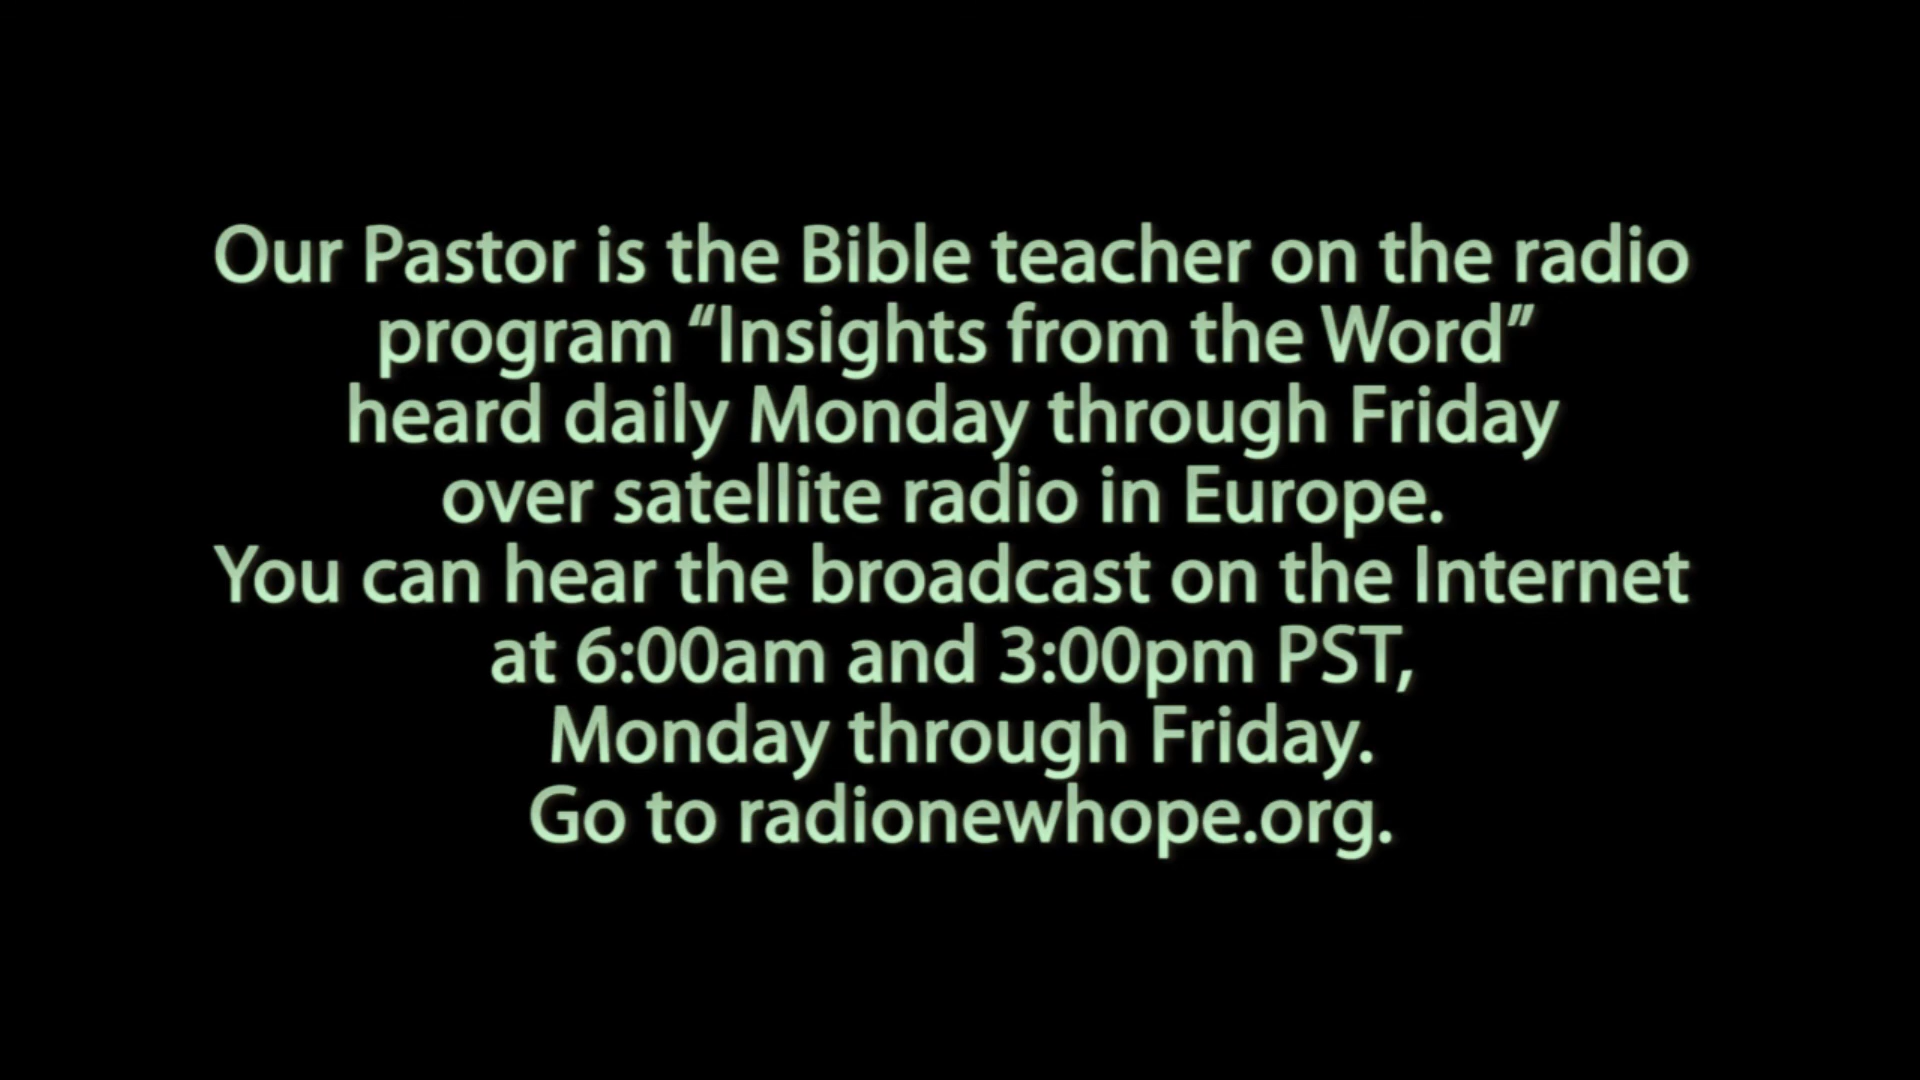 Our Pastor is the Bible teacher on the radio
program “Insights from the Word”
heard daily Monday through Friday
over satellite radio in Europe.
You can hear the broadcast on the Internet
at 6:00am and 3:00pm PST,
Monday through Friday.
Go to radionewhope.org.